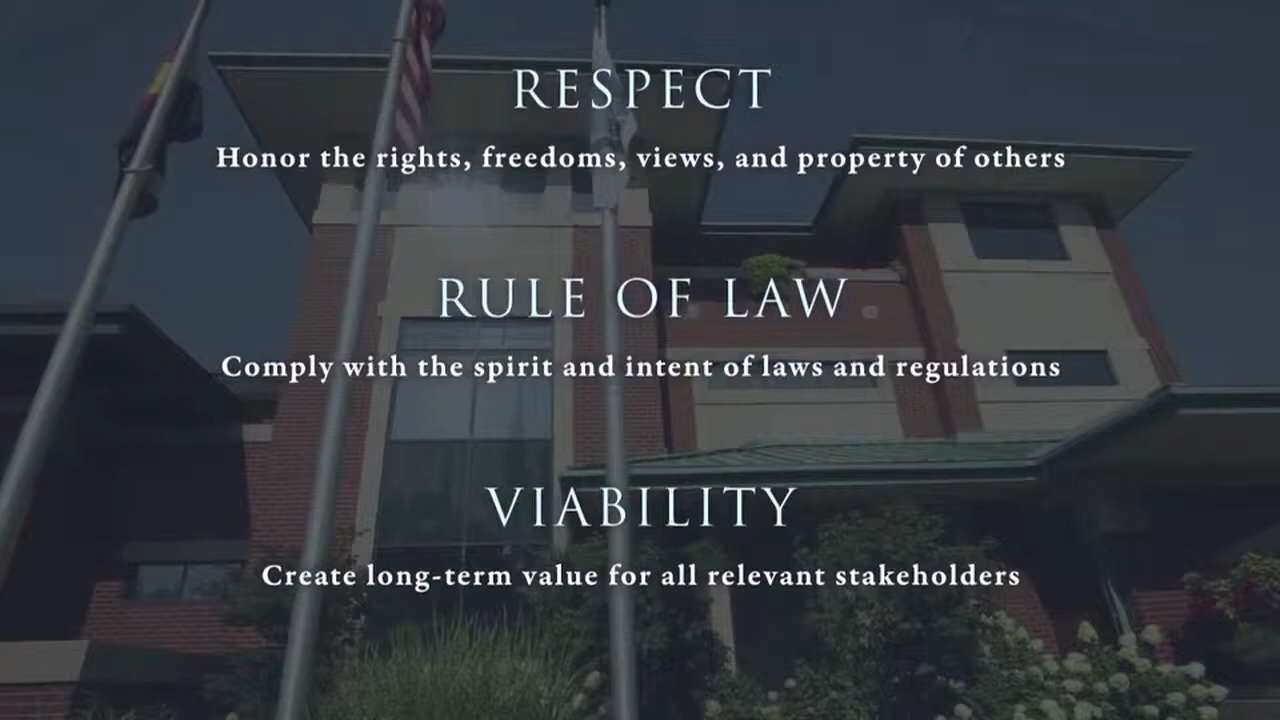 RESPECT
Honor the rights, freedoms, views, and property of others
RULE OF LAW
Comply with the spirit and intent of laws and regulations
VIABILITY
Create long-term value for all relevant stakeholders